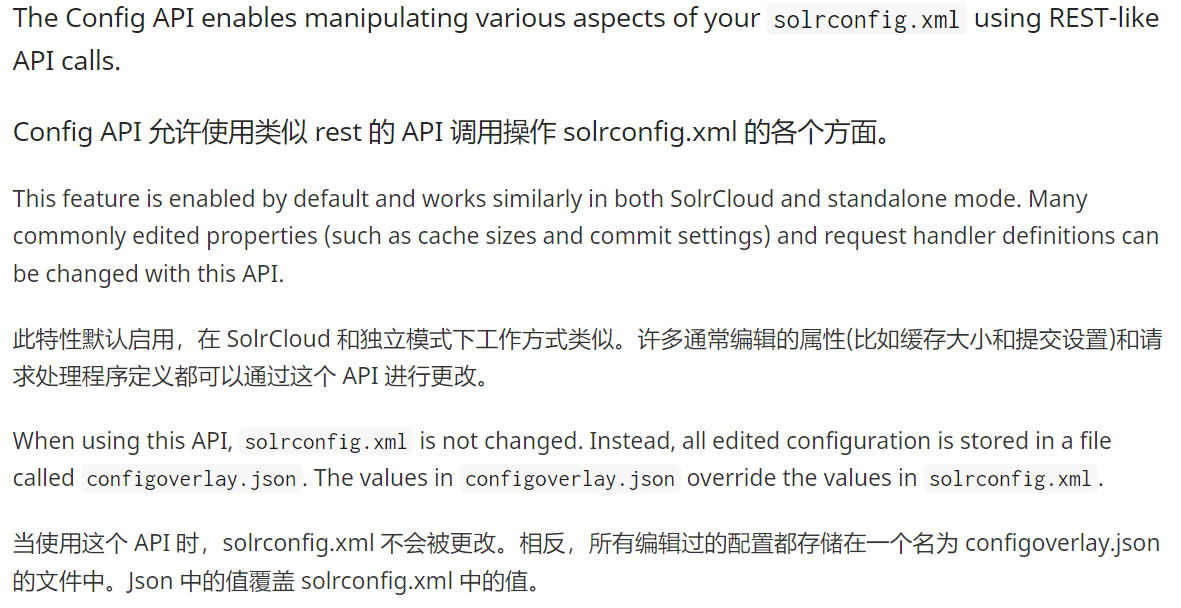 The Config API enables manipulating various aspects of your solrconfig.xml using REST-like
API calls.
Config API 允许使用类似 rest 的 API 调用操作 solrconfig.xml 的各个方面。
This feature is enabled by default and works similarly in both SolrCloud and standalone mode. Many
commonly edited properties (such as cache sizes and commit settings) and request handler definitions can
be changed with this API.
此特性默认启用，在 SolrCloud 和独立模式下工作方式类似。许多通常编辑的属性(比如缓存大小和提交设置)和请
求处理程序定义都可以通过这个 API 进行更改。
When using this API, solrconfig.xml is not changed. Instead, all edited configuration is stored in a file
called configoverlay.json. The values in configoverlay.json override the values in solrconfig.xml.
当使用这个 API 时，solrconfig.xml 不会被更改。相反，所有编辑过的配置都存储在一个名为 configoverlay.json
的文件中。Json 中的值覆盖 solrconfig.xml 中的值。